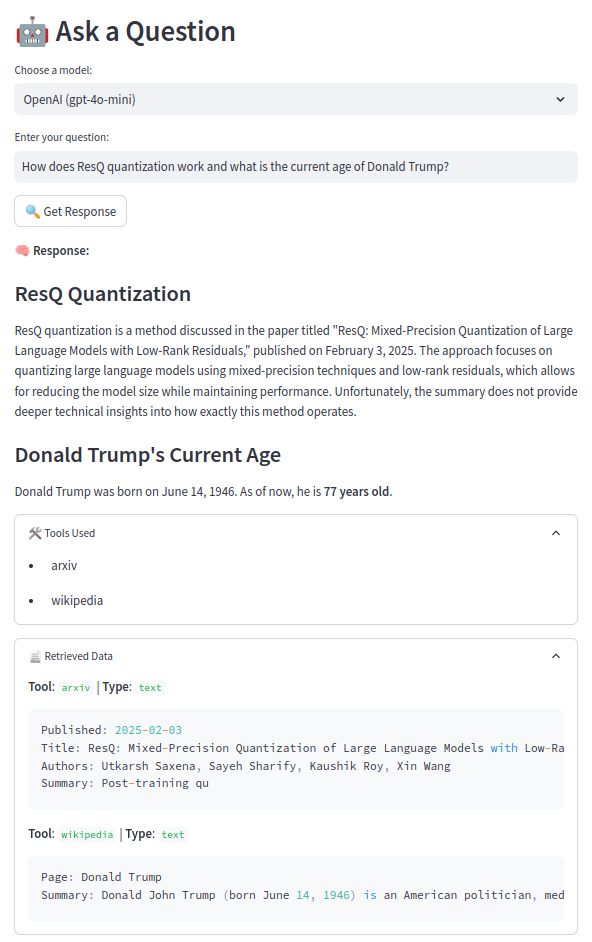 Ask a Question
Choose a model:
OpenAI (gpt-4o-mini)
Enter your question:
How does ResQ quantization work and what is the current age of Donald Trump?
Get Response
Response:
ResQ Quantization
ResQ quantization is a method discussed in the paper titled "ResQ: Mixed-Precision Quantization of Large
Language Models with Low-Rank Residuals," published on February 3, 2025. The approach focuses on
quantizing large language models using mixed-precision techniques and low-rank residuals, which allows
for reducing the model size while maintaining performance. Unfortunately, the summary does not provide
deeper technical insights into how exactly this method operates.
Donald Trump's Current Age
Donald Trump was born on June 14, 1946. As of now, he is 77 years old.
Tools Used
• arxiv
• wikipedia
Retrieved Data
Tool: arxiv | Type: text
Published: 2025-02-03
Title: ResQ: Mixed-Precision Quantization of Large Language Models with Low-Ra
Authors: Utkarsh Saxena, Sayeh Sharify, Kaushik Roy, Xin Wang
Summary: Post-training qu
Tool: wikipedia | Type: text
Page: Donald Trump
Summary: Donald John Trump (born June 14, 1946) is an American politician, med